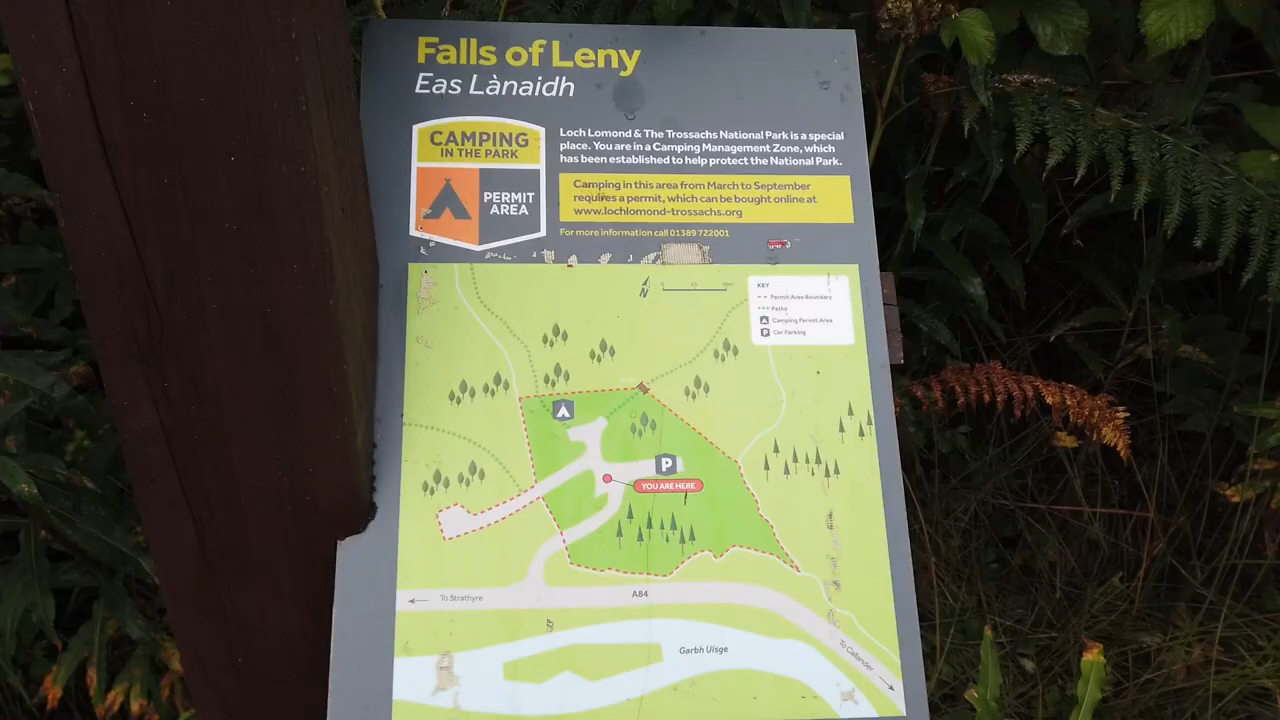 Falls of Leny
Eas Lànaidh
CAMPING
IN THE PARK
PERMIT
AREA
Loch Lomond & The Trossachs National Park is a special
place. You are in a Camping Management Zone, which
has been established to help protect the National Park.
Camping in this area from March to September
requires a permit, which can be bought online at
www.lochlomond-trossachs.org
For more information call 01389 722001
N
KEY
Permit Area Boundary
Paths
Camping Permit Area
P Car Parking
P
YOU ARE HERE
To Strathyre
A84
Garbh Uisge
To Callander